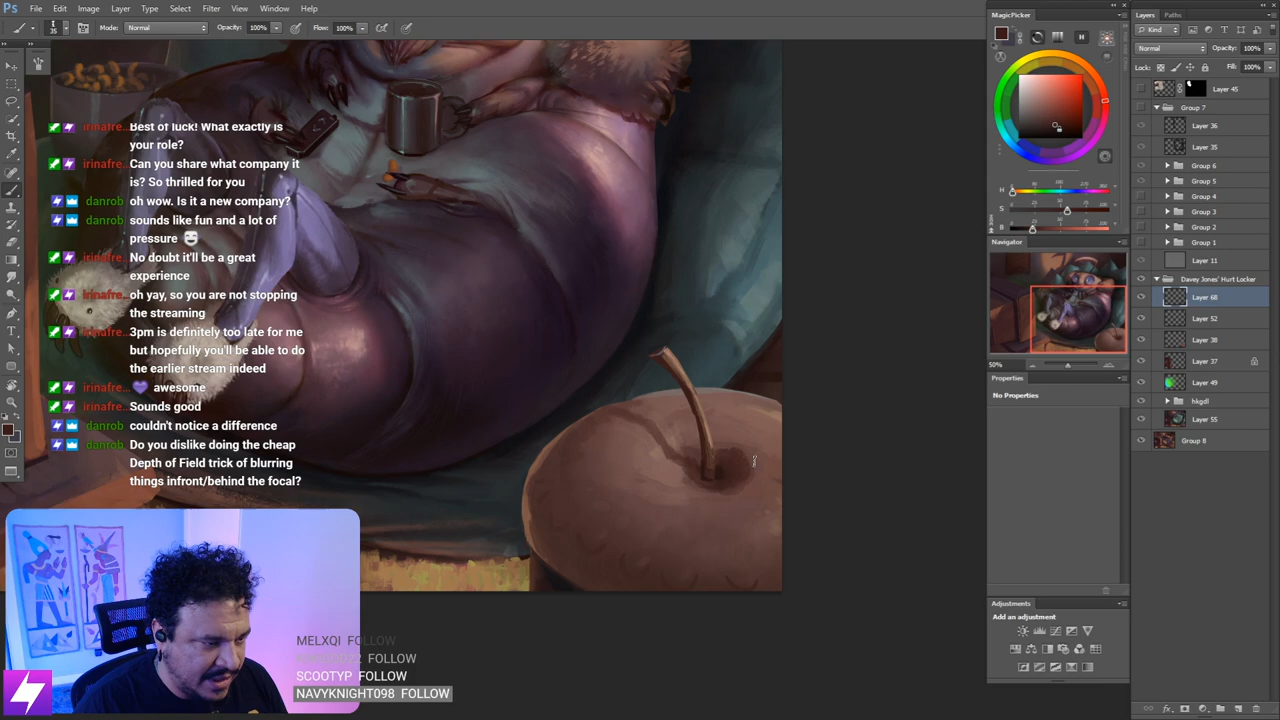 Ps File Edit Image Layer Type Select Filter View Window Help
35 Mode: Normal Opacity: 100% Flow: 100%
Best of luck! What exactly is
your role?
irinafre... Can you share what company it
is? So thrilled for you
danrob oh wow. Is it a new company?
danrob sounds like fun and a lot of
pressure
irinafre... No doubt it'll be a great
experience
irinafre... oh yay, so you are not stopping
the streaming
irinafre... 3pm is definitely too late for me
but hopefully you'll be able to do
the earlier stream indeed
irinafre... awesome
irinafre... Sounds good
danrob couldn't notice a difference
danrob Do you dislike doing the cheap
Depth of Field trick of blurring
things infront/behind the focal?
MELXQI FOLLOW
FOLLOW
SCOOTYP FOLLOW
NAVYKNIGHT098 FOLLOW
MagicPicker
H
H
S
B
Navigator
50%
Properties
No Properties
Adjustments
Add an adjustment
Layers Paths
Kind
Normal Opacity: 100%
Lock: Fill: 100%
Layer 45
Group 7
Layer 36
Layer 35
Group 6
Group 5
Group 4
Group 3
Group 2
Group 1
Layer 11
Davey Jones' Hurt Locker
Layer 68
Layer 52
Layer 38
Layer 37
Layer 49
hkgdl
Layer 55
Group 8
fx